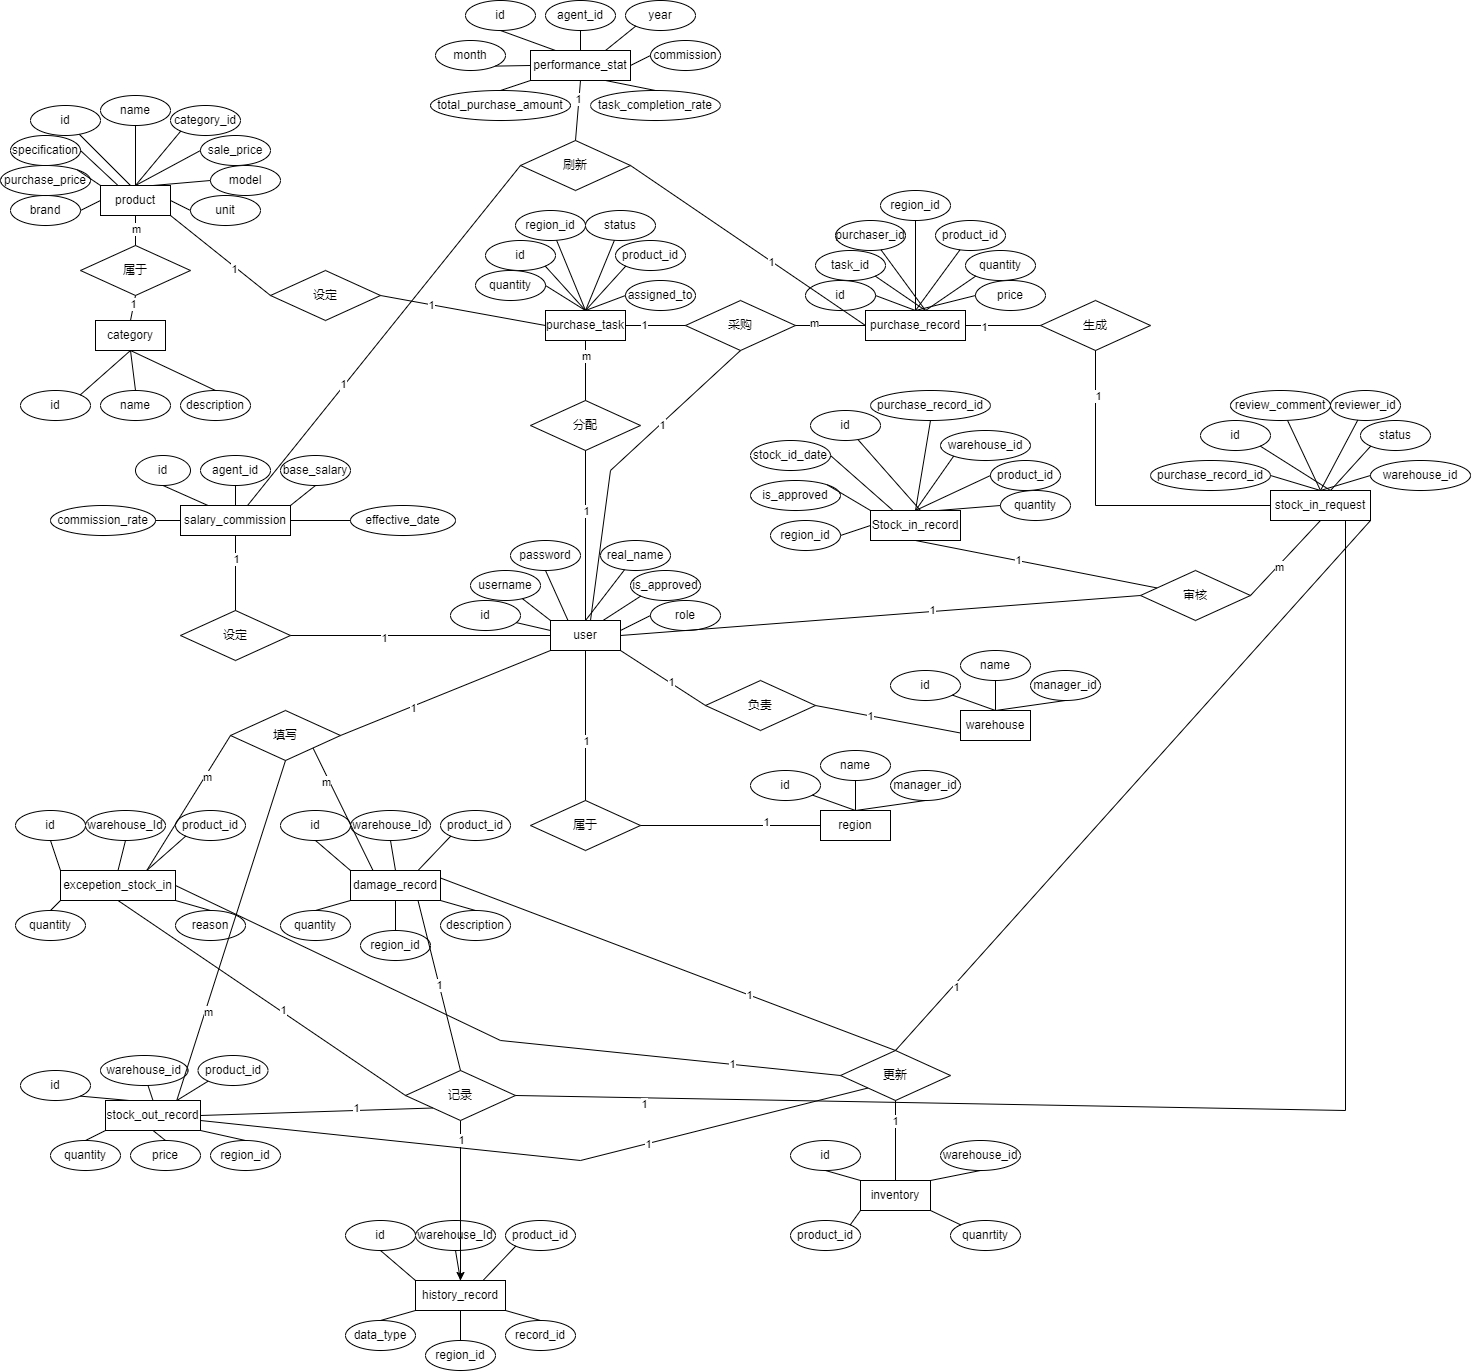 id
agent_id
year
month
commission
performance_stat
total_purchase_amount
task_completion_rate
1
id
name
category_id
specification
sale_price
purchase_price
model
brand
unit
product
m
属于
1
category
id
name
description
1
设定
1
刷新
1
1
region_id
status
id
product_id
quantity
assigned_to
purchase_task
1
采购
m
1
region_id
purchaser_id
product_id
task_id
quantity
id
price
purchase_record
1
生成
1
m
分配
1
purchase_record_id
id
warehouse_id
stock_id_date
product_id
is_approved
quantity
region_id
Stock_in_record
1
review_comment
reviewer_id
id
status
purchase_record_id
warehouse_id
stock_in_request
m
审核
1
id
agent_id
base_salary
commission_rate
effective_date
salary_commission
1
设定
1
password
real_name
username
is_approved
id
role
user
1
负责
1
id
name
manager_id
warehouse
1
属于
1
id
name
manager_id
region
1
填写
m
m
m
id
warehouse_Id
product_id
excepetion_stock_in
quantity
reason
id
warehouse_Id
product_id
damage_record
quantity
region_id
description
1
1
1
1
1
更新
1
1
1
记录
1
1
id
warehouse_id
product_id
stock_out_record
quantity
price
region_id
id
warehouse_id
inventory
product_id
quanrtity
id
warehouse_Id
product_id
history_record
data_type
region_id
record_id